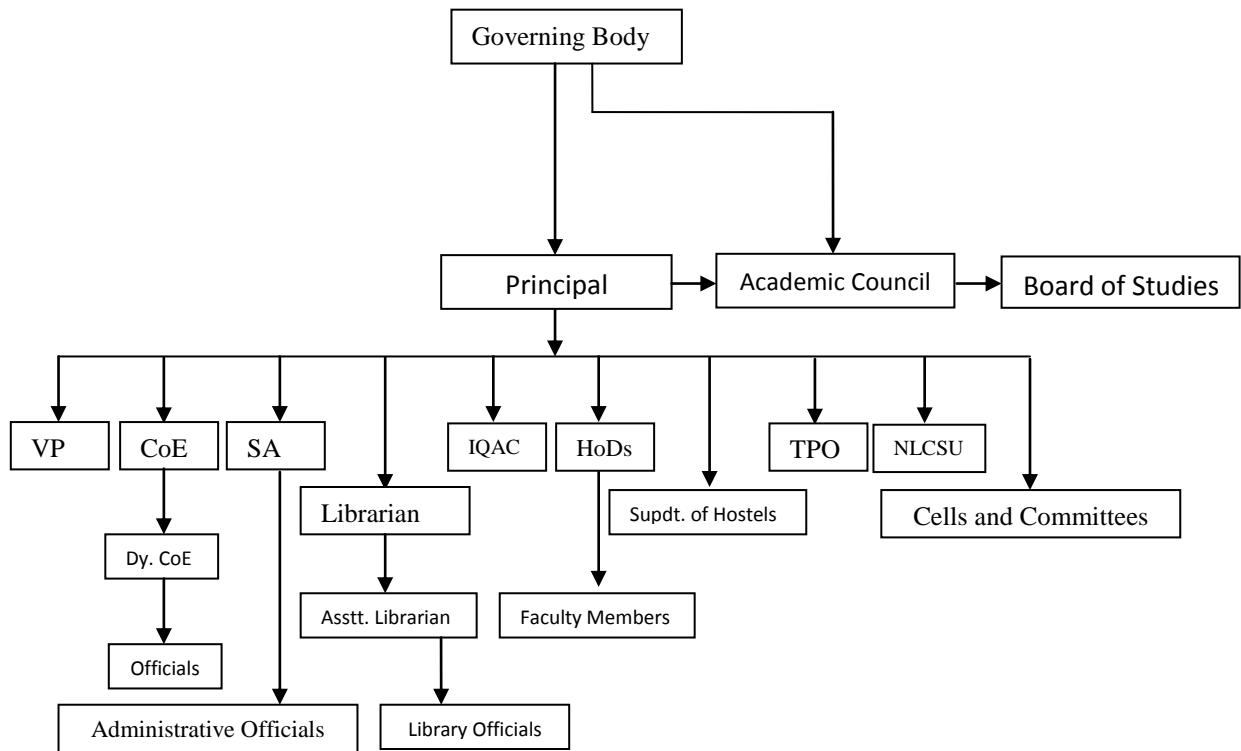 Governing Body
Principal
Academic Council
Board of Studies
VP
CoE
SA
IQAC
HoDs
TPO
NLCSU
Librarian
Supdt. of Hostels
Cells and Committees
Dy. CoE
Asstt. Librarian
Faculty Members
Officials
Administrative Officials
Library Officials